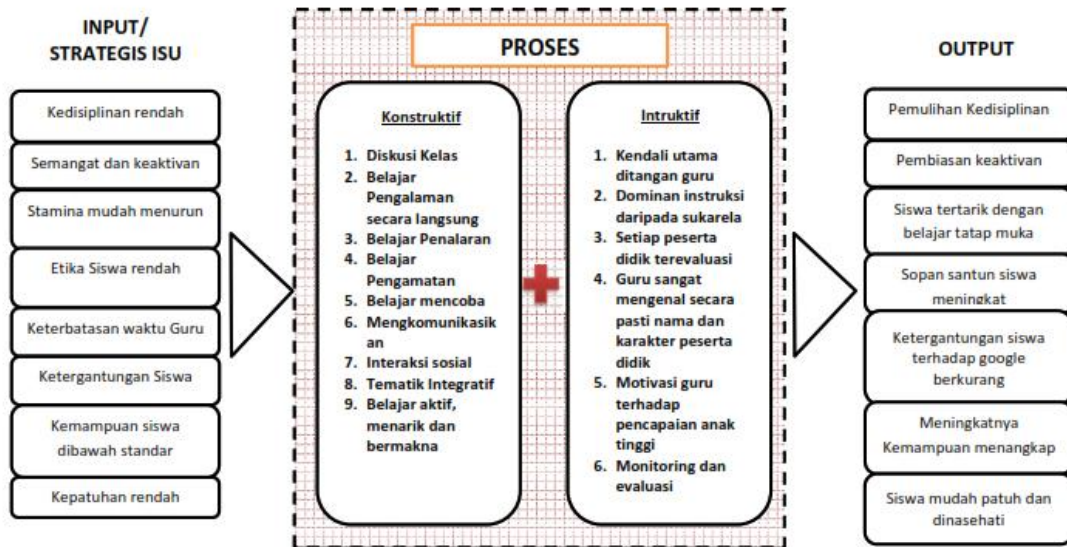 INPUT/
STRATEGIS ISU
Kedisiplinan rendah
Semangat dan keaktivan
Stamina mudah menurun
Etika Siswa rendah
Keterbatasan waktu Guru
Ketergantungan Siswa
Kemampuan siswa
dibawah standar
Kepatuhan rendah
PROSES
Konstruktif
1. Diskusi Kelas
2. Belajar
Pengalaman
secara langsung
3. Belajar Penalaran
4. Belajar
Pengamatan
5. Belajar mencoba
6. Mengkomunikasik
an
7. Interaksi sosial
8. Tematik Integratif
9. Belajar aktif,
menarik dan
bermakna
Intruktif
1. Kendali utama
ditangan guru
2. Dominan instruksi
daripada sukarela
3. Setiap peserta
didik terevaluasi
4. Guru sangat
mengenal secara
pasti nama dan
karakter peserta
didik
5. Motivasi guru
terhadap
pencapaian anak
tinggi
6. Monitoring dan
evaluasi
OUTPUT
Pemulihan Kedisiplinan
Pembiasan keaktivan
Siswa tertarik dengan
belajar tatap muka
Sopan santun siswa
meningkat
Ketergantungan siswa
terhadap google
berkurang
Meningkatnya
Kemampuan menangkap
Siswa mudah patuh dan
dinasehati